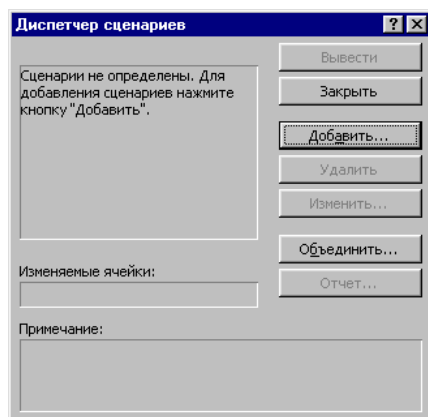 Диспетчер сценариев
Вывести
Сценарии не определены. Для
добавления сценариев нажмите
кнопку "Добавить".
Закрыть
Добавить...
Удалить
Изменить...
Объединить...
Изменяемые ячейки:
Отчет...
Примечание: